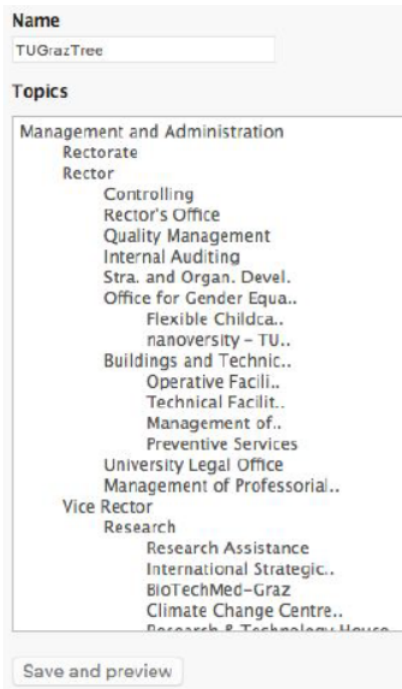 Name
TUGrazTree
Topics
Management and Administration
Rectorate
Rector
Controlling
Rector's Office
Quality Management
Internal Auditing
Stra. and Organ. Devel.
Office for Gender Equa..
Flexible Childca..
nanoversity - TU..
Buildings and Technic..
Operative Facili..
Technical Facilit..
Management of..
Preventive Services
University Legal Office
Management of Professorial..
Vice Rector
Research
Research Assistance
International Strategic..
BioTechMed-Graz
Climate Change Centre..
Research & Technology House
Save and preview